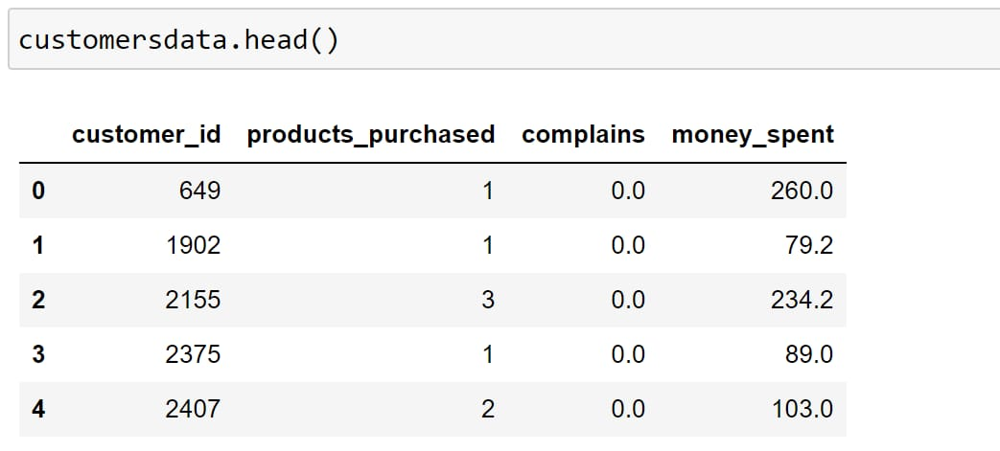 customersdata.head()
customer_id products_purchased complains money_spent
0 649 1 0.0 260.0
1 1902 1 0.0 79.2
2 2155 3 0.0 234.2
3 2375 1 0.0 89.0
4 2407 2 0.0 103.0